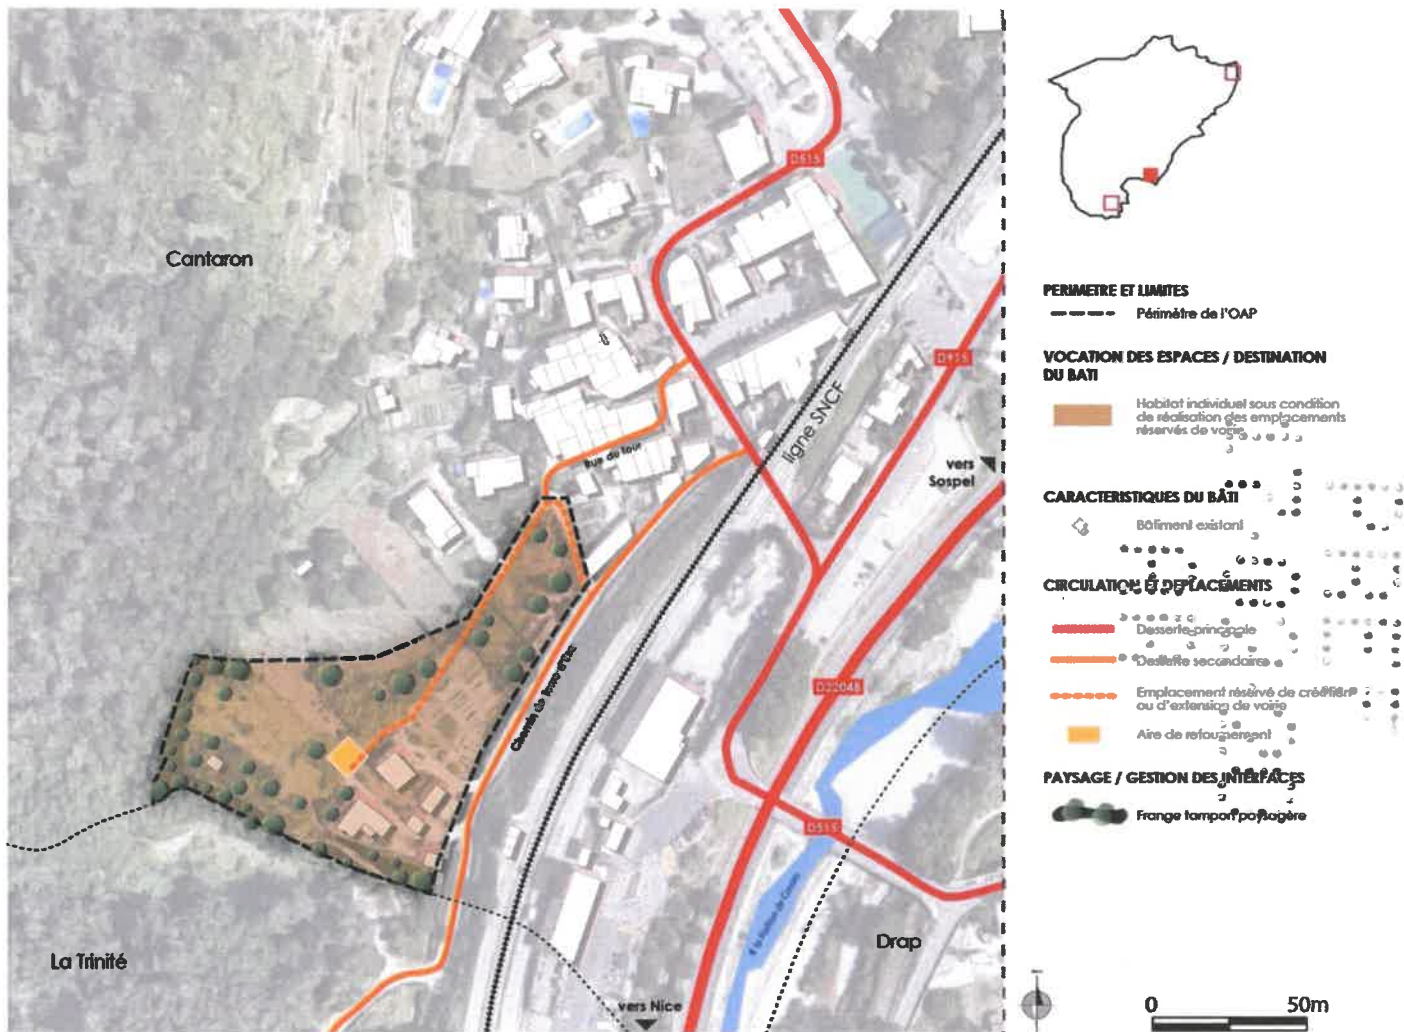 Cantaron
D515
D915
ligne SNCF
Rue du four
vers
Sospel
D2204B
D515
Drap
La Trinité
vers Nice
PERIMETRE ET LIMITES
Périmètre de l'OAP
VOCATION DES ESPACES / DESTINATION
DU BATI
Habitat individuel sous condition
de réalisation des emplacements
réservés de voirie
CARACTERISTIQUES DU BÂTI
Bâtiment existant
CIRCULATION ET DEPLACEMENTS
Desserte principale
Desserte secondaire
Emplacement réservé de création
ou d'extension de voirie
Aire de retournement
PAYSAGE / GESTION DES INTERFACES
Frange tampon paysagère
0 50m